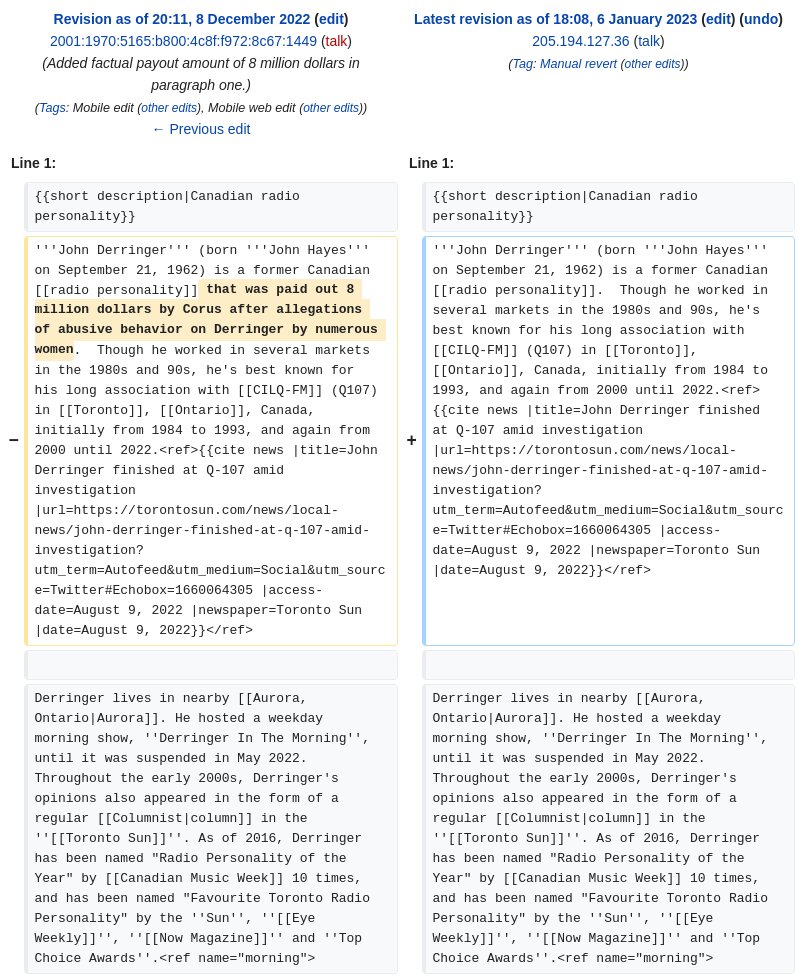 Revision as of 20:11, 8 December 2022 (edit)
2001:1970:5165:b800:4c8f:f972:8c67:1449 (talk)
(Added factual payout amount of 8 million dollars in
paragraph one.)
(Tags: Mobile edit (other edits), Mobile web edit (other edits))
← Previous edit
Latest revision as of 18:08, 6 January 2023 (edit) (undo)
205.194.127.36 (talk)
(Tag: Manual revert (other edits))
Line 1:
{{short description|Canadian radio
personality}}
−
'''John Derringer''' (born '''John Hayes'''
on September 21, 1962) is a former Canadian
[[radio personality]] that was paid out 8
million dollars by Corus after allegations
of abusive behavior on Derringer by numerous
women.  Though he worked in several markets
in the 1980s and 90s, he's best known for
his long association with [[CILQ-FM]] (Q107)
in [[Toronto]], [[Ontario]], Canada,
initially from 1984 to 1993, and again from
2000 until 2022.<ref>{{cite news |title=John
Derringer finished at Q-107 amid
investigation
|url=https://torontosun.com/news/local-
news/john-derringer-finished-at-q-107-amid-
investigation?
utm_term=Autofeed&utm_medium=Social&utm_sourc
e=Twitter#Echobox=1660064305 |access-
date=August 9, 2022 |newspaper=Toronto Sun
|date=August 9, 2022}}</ref>
Derringer lives in nearby [[Aurora,
Ontario|Aurora]]. He hosted a weekday
morning show, ''Derringer In The Morning'',
until it was suspended in May 2022.
Throughout the early 2000s, Derringer's
opinions also appeared in the form of a
regular [[Columnist|column]] in the
''[[Toronto Sun]]''. As of 2016, Derringer
has been named "Radio Personality of the
Year" by [[Canadian Music Week]] 10 times,
and has been named "Favourite Toronto Radio
Personality" by the ''Sun'', ''[[Eye
Weekly]]'', ''[[Now Magazine]]'' and ''Top
Choice Awards''.<ref name="morning">
Line 1:
{{short description|Canadian radio
personality}}
+
'''John Derringer''' (born '''John Hayes'''
on September 21, 1962) is a former Canadian
[[radio personality]].  Though he worked in
several markets in the 1980s and 90s, he's
best known for his long association with
[[CILQ-FM]] (Q107) in [[Toronto]],
[[Ontario]], Canada, initially from 1984 to
1993, and again from 2000 until 2022.<ref>
{{cite news |title=John Derringer finished
at Q-107 amid investigation
|url=https://torontosun.com/news/local-
news/john-derringer-finished-at-q-107-amid-
investigation?
utm_term=Autofeed&utm_medium=Social&utm_sourc
e=Twitter#Echobox=1660064305 |access-
date=August 9, 2022 |newspaper=Toronto Sun
|date=August 9, 2022}}</ref>
Derringer lives in nearby [[Aurora,
Ontario|Aurora]]. He hosted a weekday
morning show, ''Derringer In The Morning'',
until it was suspended in May 2022.
Throughout the early 2000s, Derringer's
opinions also appeared in the form of a
regular [[Columnist|column]] in the
''[[Toronto Sun]]''. As of 2016, Derringer
has been named "Radio Personality of the
Year" by [[Canadian Music Week]] 10 times,
and has been named "Favourite Toronto Radio
Personality" by the ''Sun'', ''[[Eye
Weekly]]'', ''[[Now Magazine]]'' and ''Top
Choice Awards''.<ref name="morning">